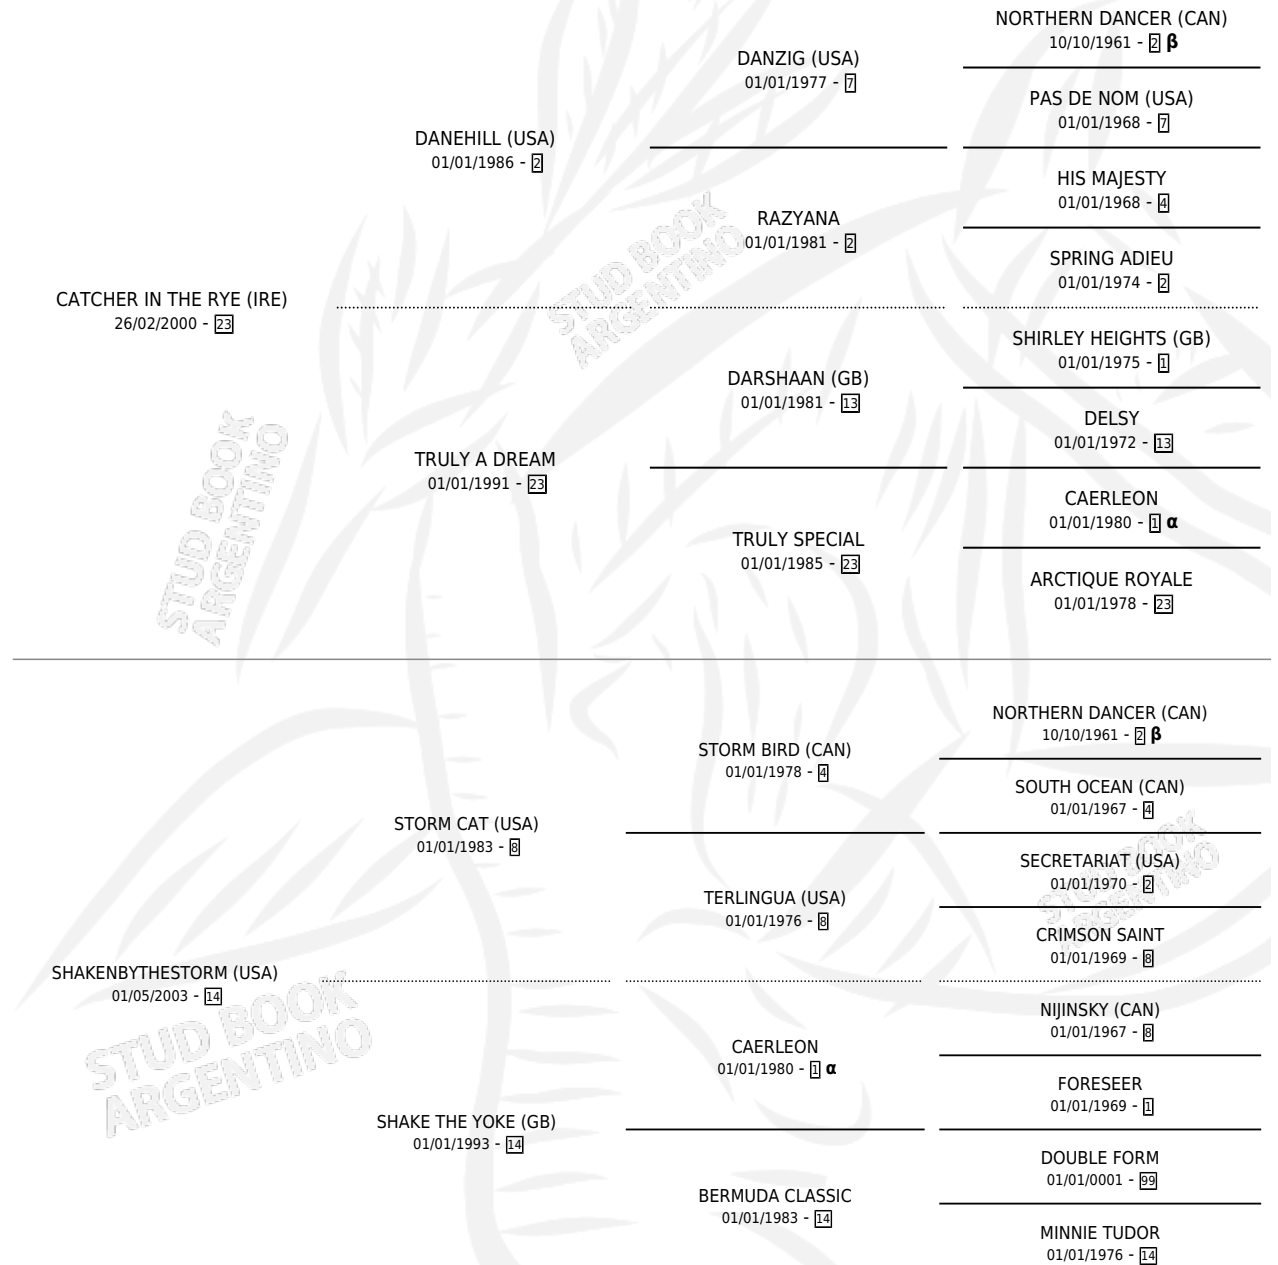 NORTHERN DANCER (CAN)
10/10/1961 - 2 β
DANZIG (USA)
01/01/1977 - 7
PAS DE NOM (USA)
01/01/1968 - 7
DANEHILL (USA)
01/01/1986 - 2
HIS MAJESTY
01/01/1968 - 4
RAZYANA
01/01/1981 - 2
SPRING ADIEU
01/01/1974 - 2
CATCHER IN THE RYE (IRE)
26/02/2000 - 23
SHIRLEY HEIGHTS (GB)
01/01/1975 - 1
DARSHAAN (GB)
01/01/1981 - 13
DELSY
01/01/1972 - 13
TRULY A DREAM
01/01/1991 - 23
CAERLEON
01/01/1980 - 1 α
TRULY SPECIAL
01/01/1985 - 23
ARCTIQUE ROYALE
01/01/1978 - 23
NORTHERN DANCER (CAN)
10/10/1961 - 2 β
STORM BIRD (CAN)
01/01/1978 - 4
SOUTH OCEAN (CAN)
01/01/1967 - 4
STORM CAT (USA)
01/01/1983 - 8
SECRETARIAT (USA)
01/01/1970 - 2
TERLINGUA (USA)
01/01/1976 - 8
CRIMSON SAINT
01/01/1969 - 8
SHAKENBYTHESTORM (USA)
01/05/2003 - 14
NIJINSKY (CAN)
01/01/1967 - 8
CAERLEON
01/01/1980 - 1 α
FORESEER
01/01/1969 - 1
SHAKE THE YOKE (GB)
01/01/1993 - 14
DOUBLE FORM
01/01/0001 - 99
BERMUDA CLASSIC
01/01/1983 - 14
MINNIE TUDOR
01/01/1976 - 14
STUD BOOK
ARGENTINO
STUD BOOK
ARGENTINO
STUD BOOK
ARGENTINO
STUD BOOK
ARGENTINO